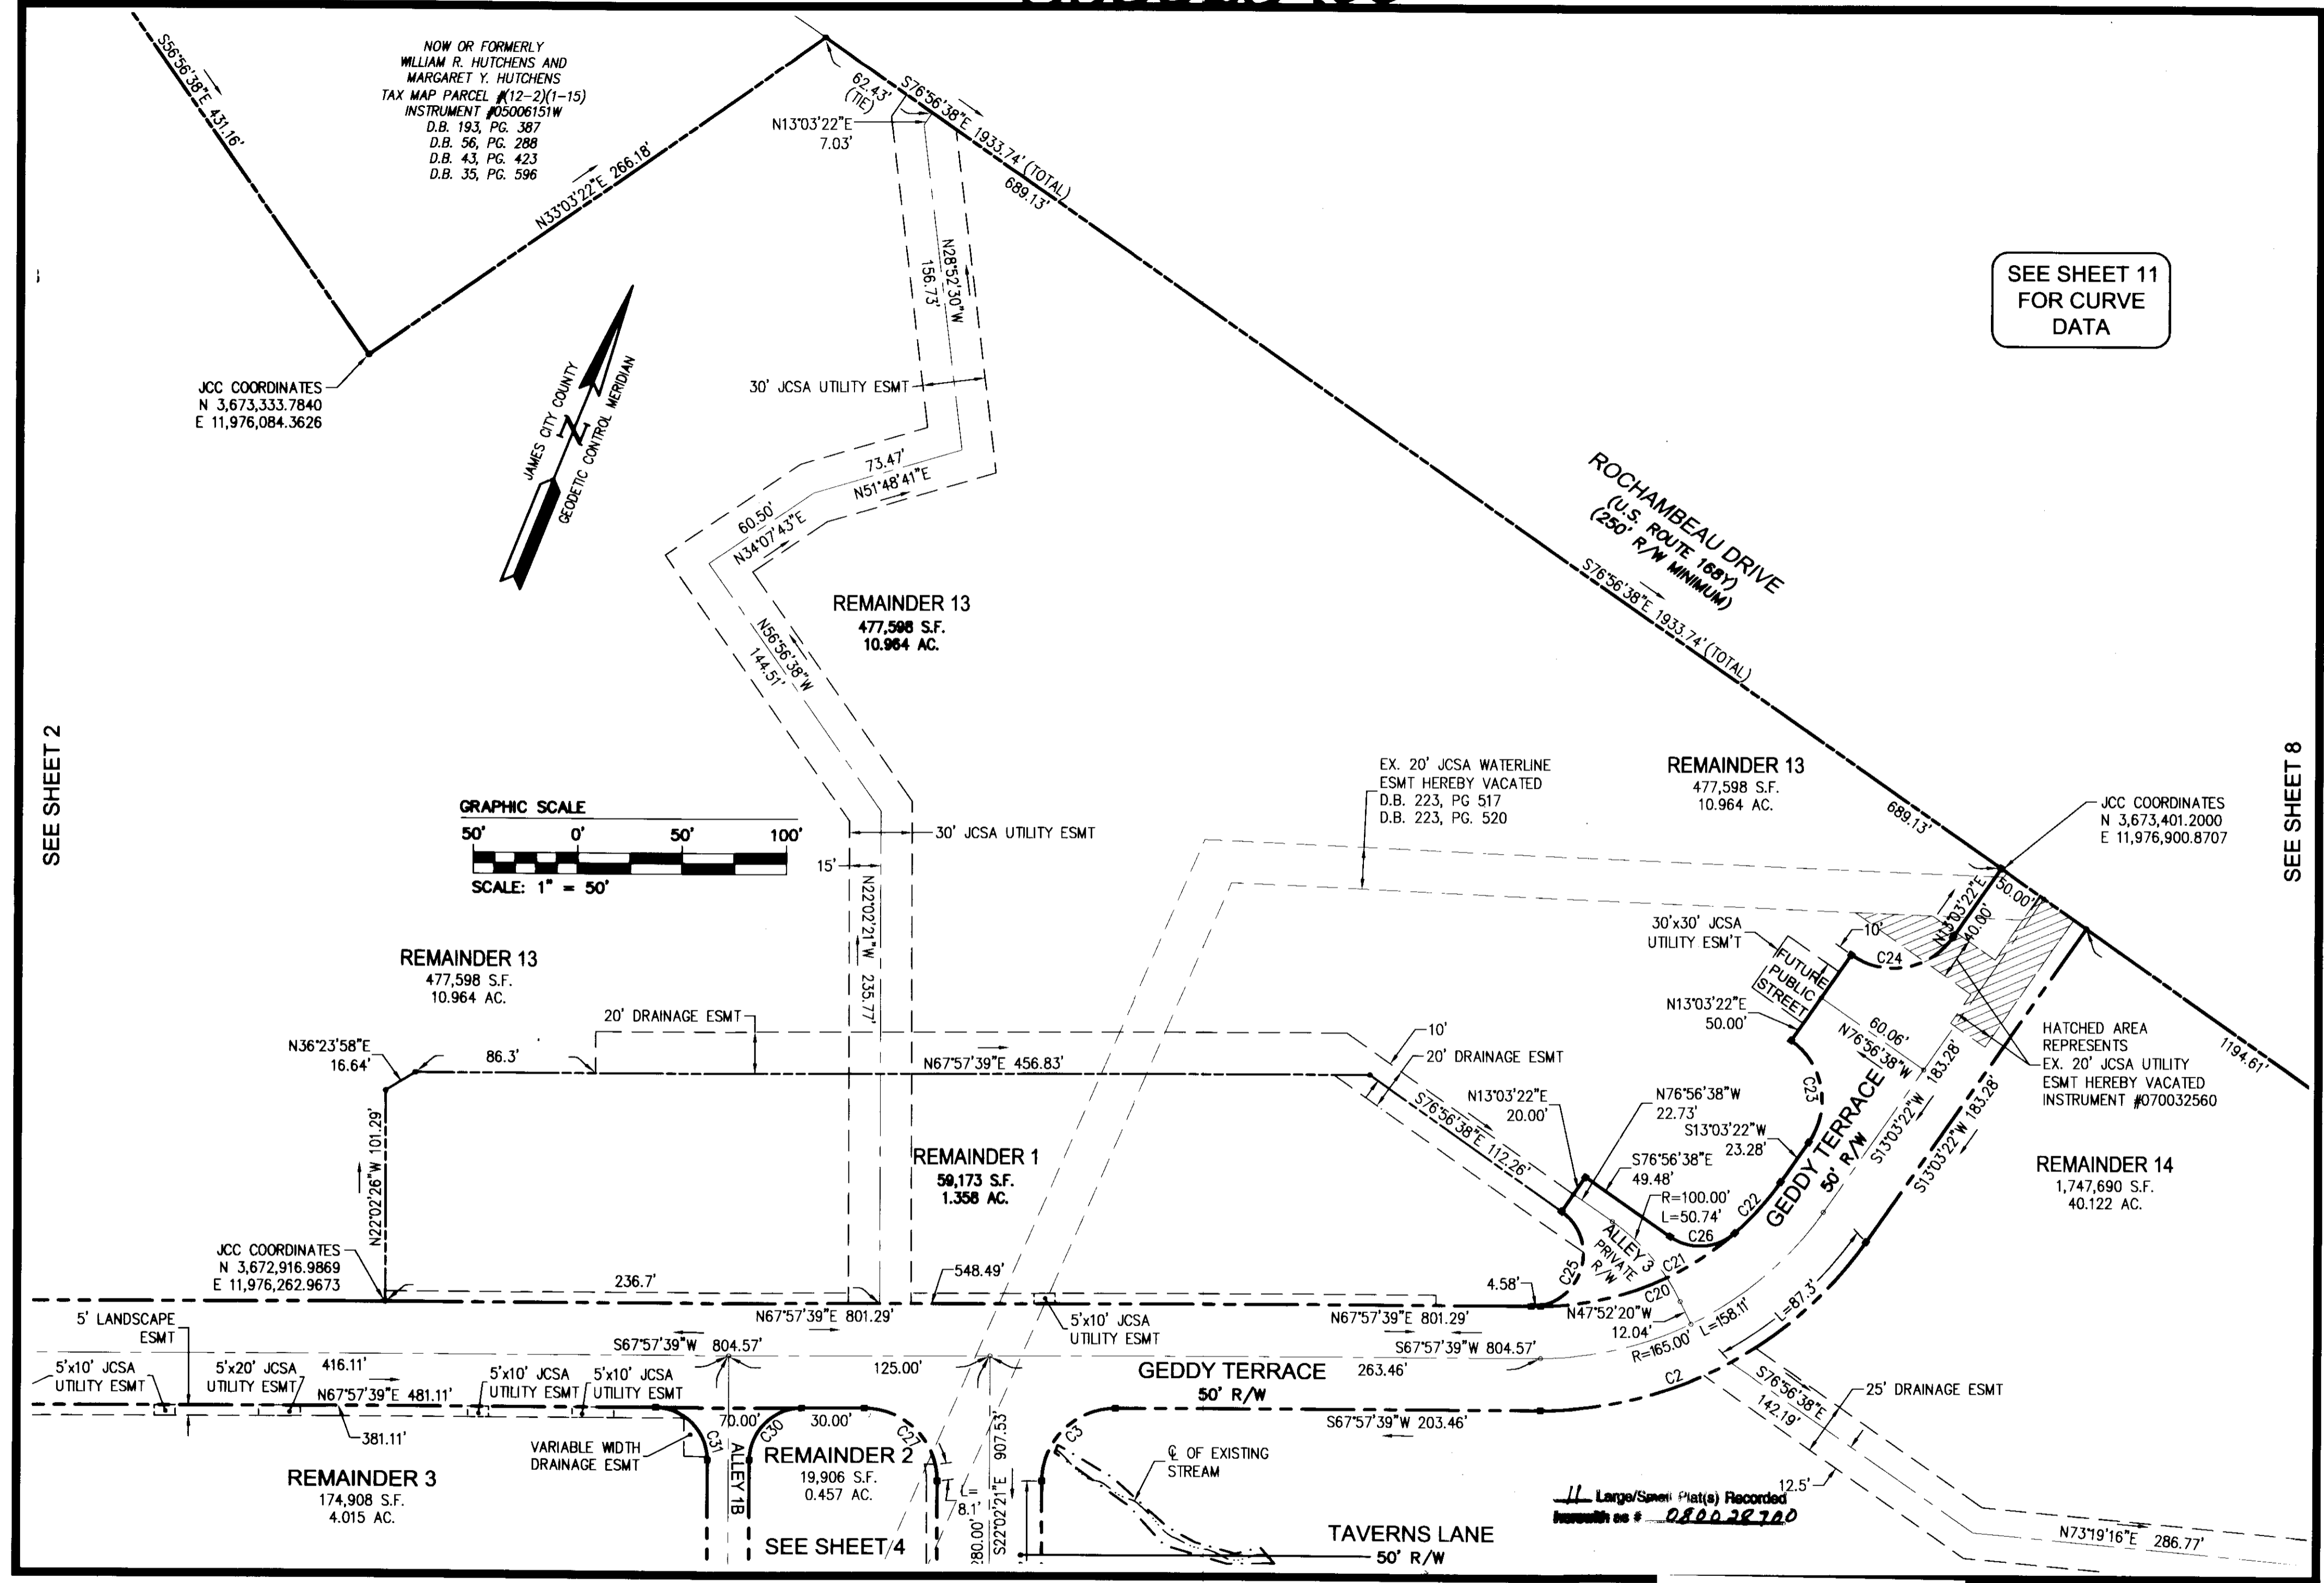 S56°56'38"E 431.16'
NOW OR FORMERLY
WILLIAM R. HUTCHENS AND
MARGARET Y. HUTCHENS
TAX MAP PARCEL #(12-2)(1-15)
INSTRUMENT #05006151W
D.B. 193, PG. 387
D.B. 56, PG. 288
D.B. 43, PG. 423
D.B. 35, PG. 596
N33°03'22"E 266.18'
62.43'
(TIE)
S76°56'38"E 1933.74' (TOTAL)
689.13'
N13°03'22"E
7.03'
N28°52'30"W
156.73'
SEE SHEET 11
FOR CURVE
DATA
JCC COORDINATES
N 3,673,333.7840
E 11,976,084.3626
JAMES CITY COUNTY
N
GEODETIC CONTROL MERIDIAN
30' JCSA UTILITY ESMT
73.47'
N51°48'41"E
60.50'
N34°07'43"E
ROCHAMBEAU DRIVE
(U.S. ROUTE 168Y)
(250' R/W MINIMUM)
S76°56'38"E 1933.74' (TOTAL)
REMAINDER 13
477,598 S.F.
10.964 AC.
N56°56'38"W
144.51'
SEE SHEET 2
SEE SHEET 8
GRAPHIC SCALE
50' 0' 50' 100'
SCALE: 1" = 50'
30' JCSA UTILITY ESMT
15'
N22°02'21"W 235.77'
EX. 20' JCSA WATERLINE
ESMT HEREBY VACATED
D.B. 223, PG 517
D.B. 223, PG. 520
REMAINDER 13
477,598 S.F.
10.964 AC.
689.13'
JCC COORDINATES
N 3,673,401.2000
E 11,976,900.8707
50.00'
N13°03'22"E
40.00'
30'x30' JCSA
UTILITY ESM'T
10'
C24
FUTURE
PUBLIC
STREET
N13°03'22"E
50.00'
60.06'
N76°56'38"W
REMAINDER 13
477,598 S.F.
10.964 AC.
20' DRAINAGE ESMT
N36°23'58"E
16.64'
86.3'
N67°57'39"E 456.83'
10'
20' DRAINAGE ESMT
HATCHED AREA
REPRESENTS
EX. 20' JCSA UTILITY
ESMT HEREBY VACATED
INSTRUMENT #070032560
1194.61'
183.28'
S13°03'22"W
S13°03'22"W 183.28'
C23
N13°03'22"E
20.00'
N76°56'38"W
22.73'
S13°03'22"W
23.28'
S76°56'38"E 112.26'
S76°56'38"E
49.48'
R=100.00'
L=50.74'
GEDDY TERRACE
50' R/W
C22
C26
C21
C20
C25
ALLEY 3
PRIVATE
R/W
REMAINDER 14
1,747,690 S.F.
40.122 AC.
N22°02'26"W 101.29'
REMAINDER 1
59,173 S.F.
1.358 AC.
JCC COORDINATES
N 3,672,916.9869
E 11,976,262.9673
236.7'
548.49'
4.58'
N67°57'39"E 801.29'
5'x10' JCSA
UTILITY ESMT
N67°57'39"E 801.29'
N47°52'20"W
12.04'
L=158.11'
R=165.00'
L=87.3'
5' LANDSCAPE
ESMT
S67°57'39"W 804.57'
125.00'
GEDDY TERRACE
50' R/W
S67°57'39"W 804.57'
263.46'
C2
S76°56'38"E
142.19'
25' DRAINAGE ESMT
5'x10' JCSA
UTILITY ESMT
5'x20' JCSA
UTILITY ESMT
416.11'
N67°57'39"E 481.11'
5'x10' JCSA
UTILITY ESMT
5'x10' JCSA
UTILITY ESMT
381.11'
S67°57'39"W 203.46'
70.00'
30.00'
C31
C30
C27
C3
ALLEY 1B
VARIABLE WIDTH
DRAINAGE ESMT
REMAINDER 2
19,906 S.F.
0.457 AC.
REMAINDER 3
174,908 S.F.
4.015 AC.
L=
8.1'
280.00'
S22°02'21"E 907.53'
℄ OF EXISTING
STREAM
12.5'
11 Large/Small Plat(s) Recorded
herewith as # 080028700
SEE SHEET 4
TAVERNS LANE
50' R/W
N73°19'16"E 286.77'